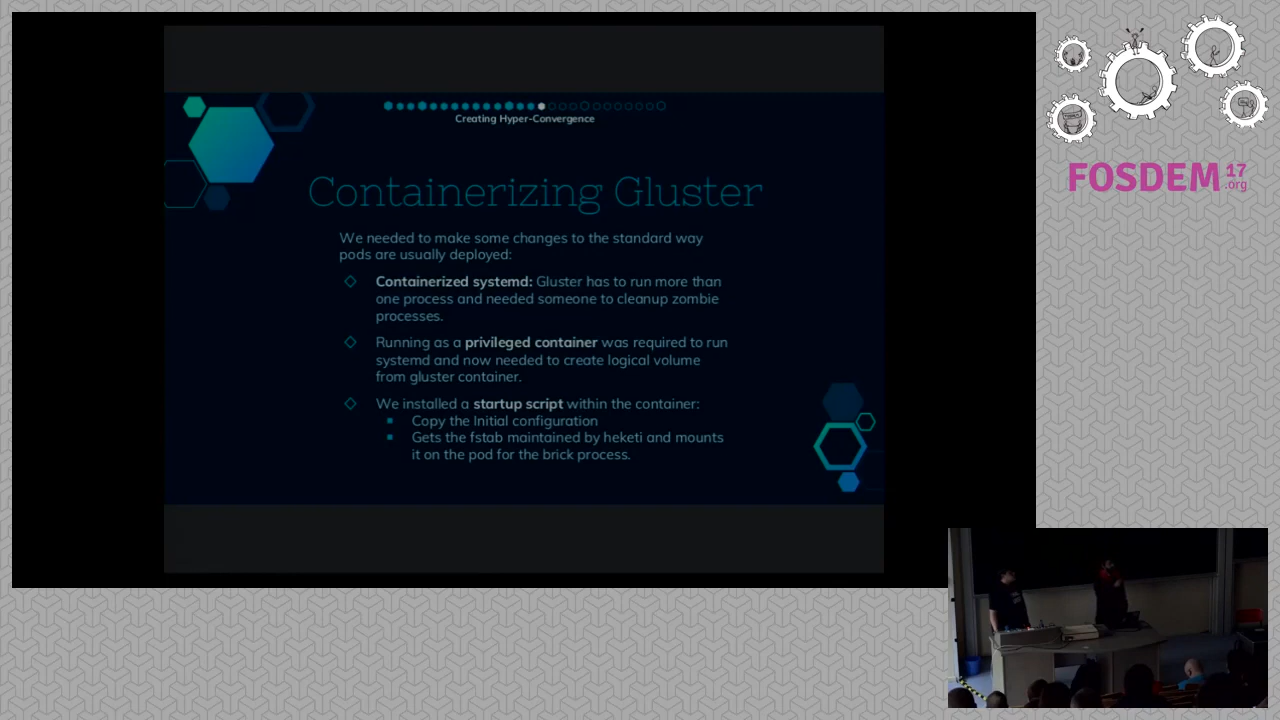 Creating Hyper-Convergence
Containerizing Gluster
We needed to make some changes to the standard way
pods are usually deployed:
Containerized systemd: Gluster has to run more than
one process and needed someone to cleanup zombie
processes.
Running as a privileged container was required to run
systemd and now needed to create logical volume
from gluster container.
We installed a startup script within the container:
Copy the Initial configuration
Gets the fstab maintained by heketi and mounts
it on the pod for the brick process.
FOSDEM 17
.org